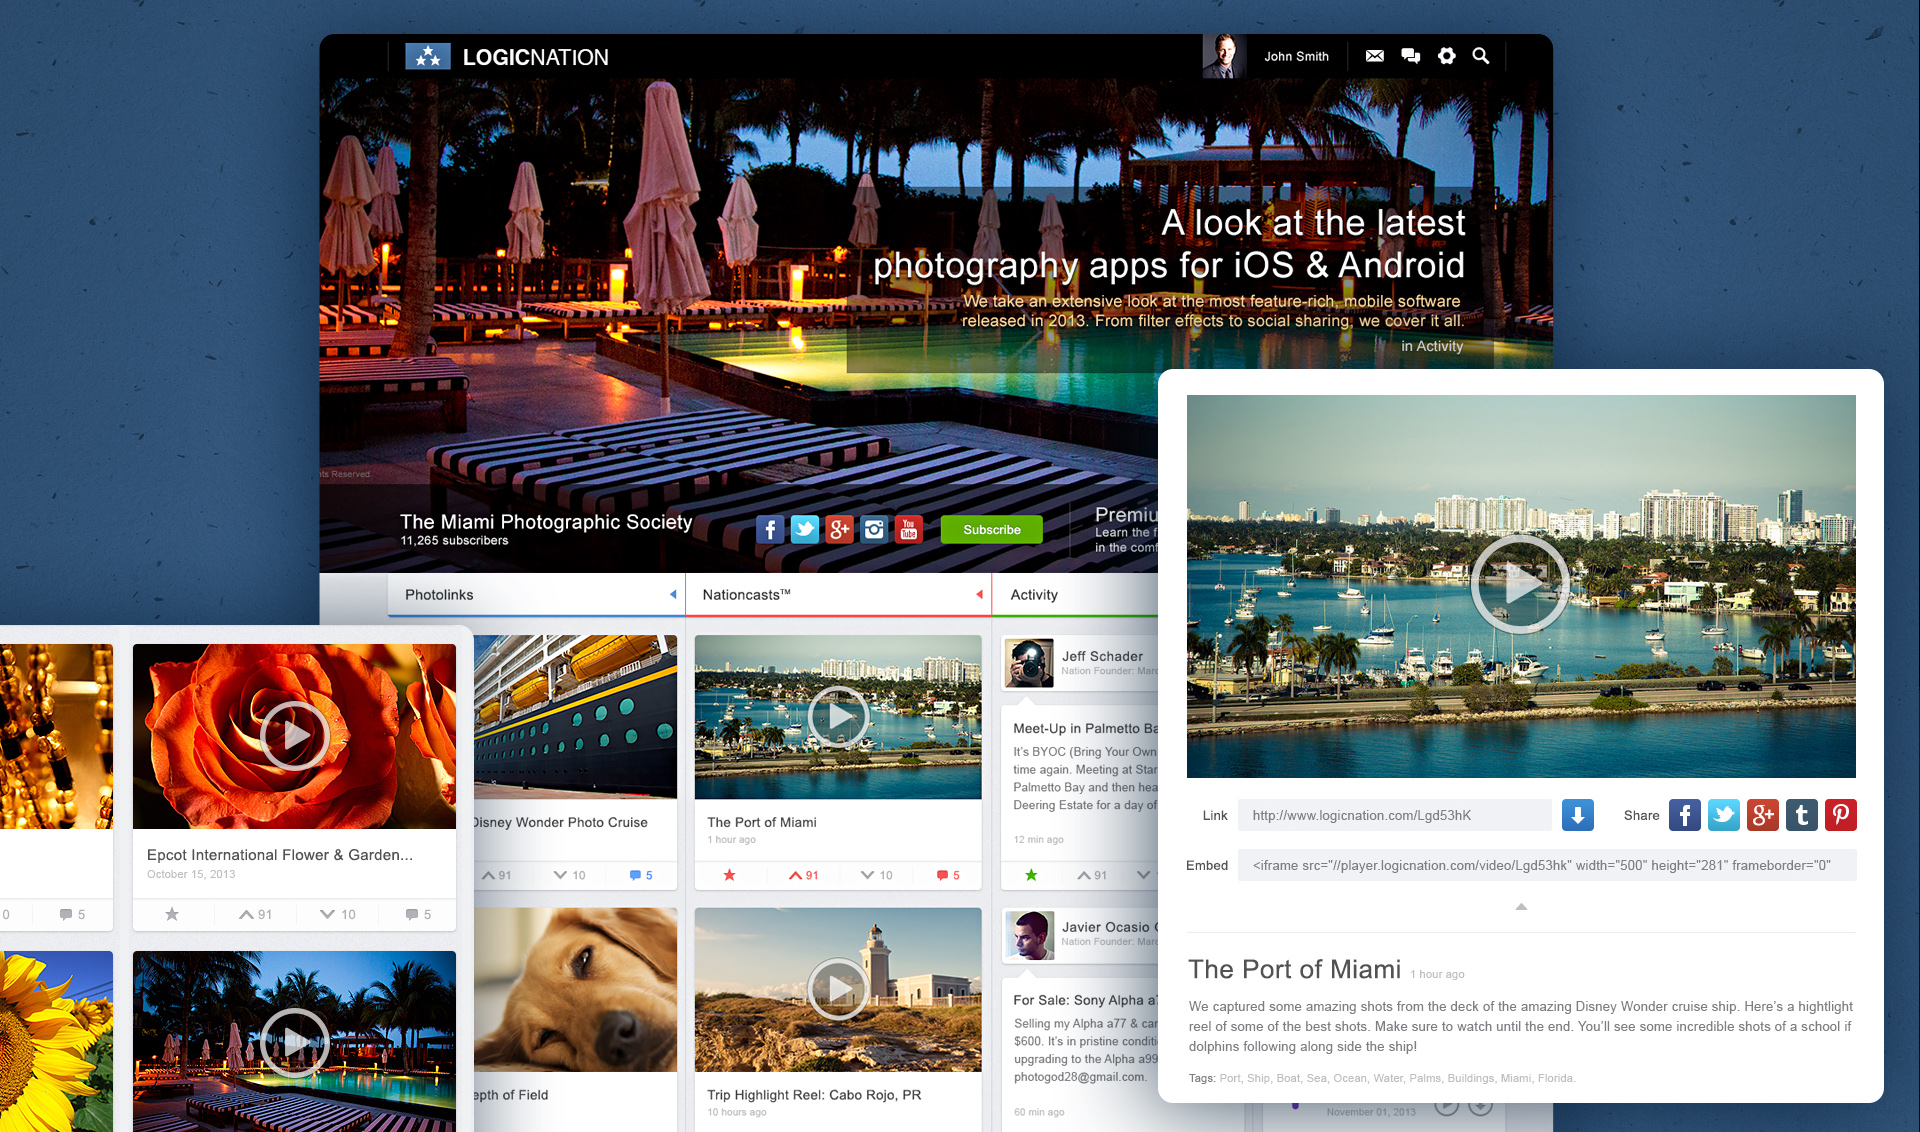 LOGICNATION
John Smith
A look at the latest
photography apps for iOS & Android
We take an extensive look at the most feature-rich, mobile software
released in 2013. From filter effects to social sharing, we cover it all.
in Activity
Reserved.
The Miami Photographic Society
11,265 subscribers
You
Tube
Subscribe
Learn the
in the
Photolinks
Nationcasts™
Activity
Epcot International Flower & Garden...
October 15, 2013
0
5
91
10
5
Disney Wonder Photo Cruise
91
10
5
of Field
The Port of Miami
1 hour ago
91
10
5
Trip Highlight Reel: Cabo Rojo, PR
10 hours ago
Jeff Schader
Nation Founder:
Meet-Up in Palmetto
It's BYOC (Bring Your Own
time again. Meeting at
Palmetto Bay and then
Deering Estate for a day of
12 min ago
91
Javier Ocasio
Nation Founder:
For Sale: Sony Alpha
Selling my Alpha a77 &
$600. It's in pristine
upgrading to the Alpha a99
photogod28@gmail.com.
60 min ago
November 01, 2013
Link
http://www.logicnation.com/Lgd53hK
Share
Embed
<iframe src="//player.logicnation.com/video/Lgd53hk" width="500" height="281" frameborder="0"
The Port of Miami 1 hour ago
We captured some amazing shots from the deck of the amazing Disney Wonder cruise ship. Here's a hightlight
reel of some of the best shots. Make sure to watch until the end. You'll see some incredible shots of a school if
dolphins following along side the ship!
Tags: Port, Ship, Boat, Sea, Ocean, Water, Palms, Buildings, Miami, Florida.